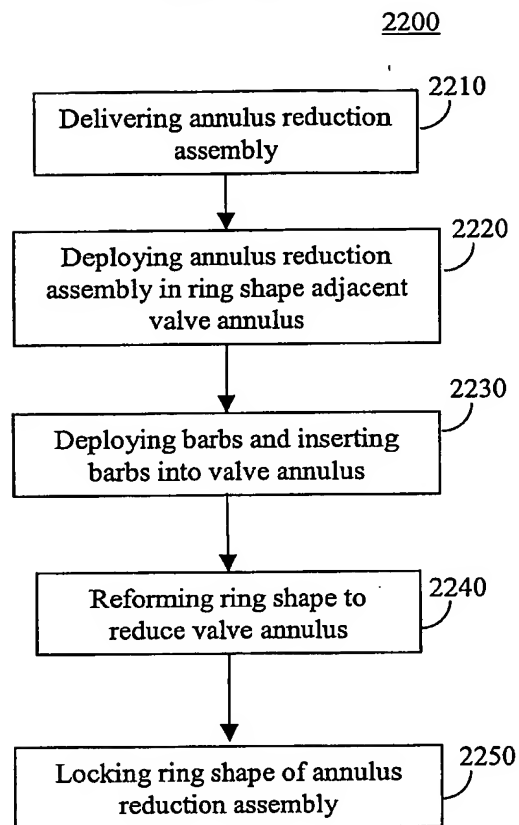 2200
2210
Delivering annulus reduction
assembly
2220
Deploying annulus reduction
assembly in ring shape adjacent
valve annulus
2230
Deploying barbs and inserting
barbs into valve annulus
2240
Reforming ring shape to
reduce valve annulus
2250
Locking ring shape of annulus
reduction assembly